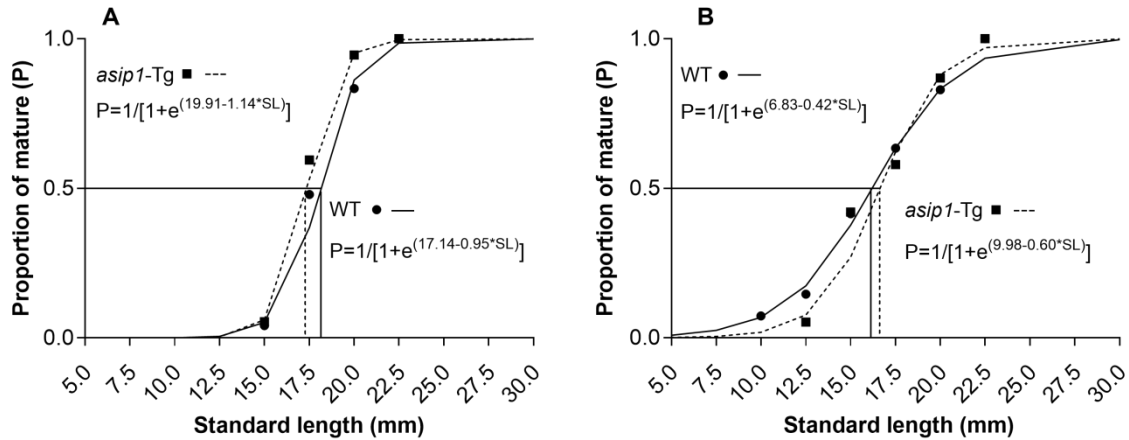 A
Proportion of mature (P)
1.0
0.5
0.0
asip1-Tg
P=1/[1+e^(19.91-1.14*SL)]
WT
P=1/[1+e^(17.14-0.95*SL)]
5.0 7.5 10.0 12.5 15.0 17.5 20.0 22.5 25.0 27.5 30.0
Standard length (mm)
B
Proportion of mature (P)
1.0
0.5
0.0
WT
P=1/[1+e^(6.83-0.42*SL)]
asip1-Tg
P=1/[1+e^(9.98-0.60*SL)]
5.0 7.5 10.0 12.5 15.0 17.5 20.0 22.5 25.0 27.5 30.0
Standard length (mm)